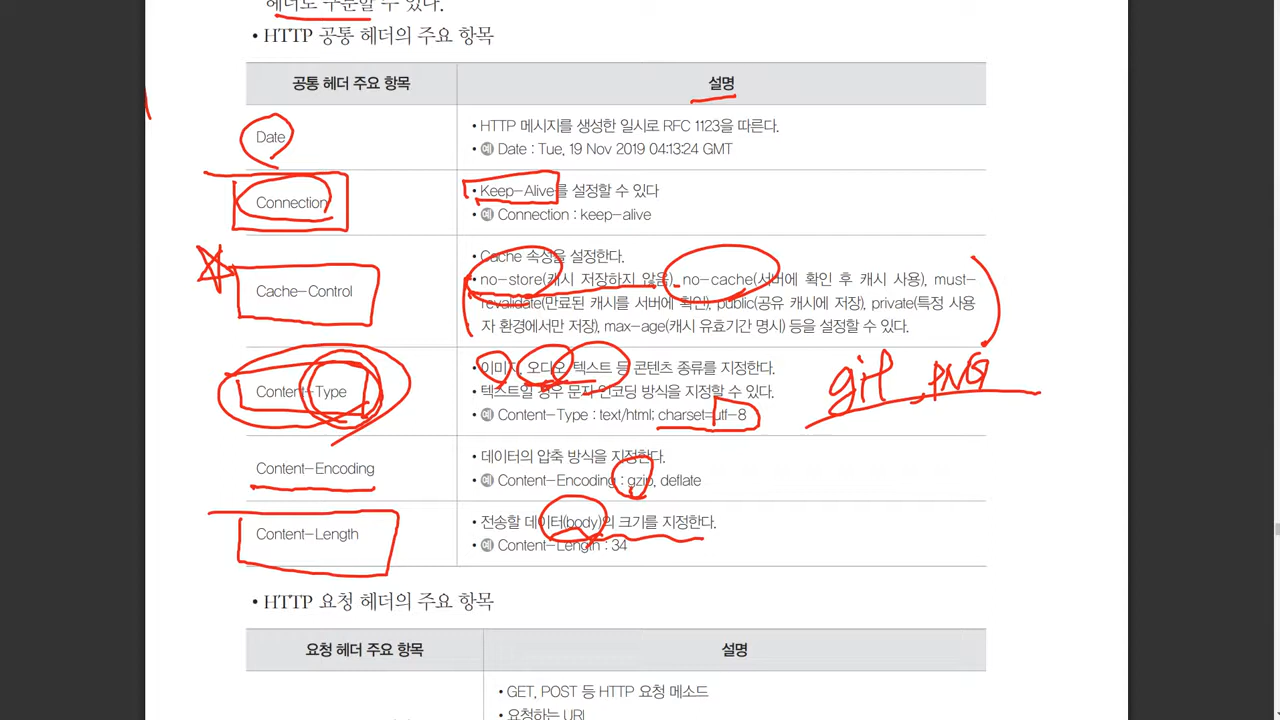 헤더로 구분할 수 있다.
• HTTP 공통 헤더의 주요 항목
공통 헤더 주요 항목 설명
Date
• HTTP 메시지를 생성한 일시로 RFC 1123을 따른다.
• 예 Date : Tue, 19 Nov 2019 04:13:24 GMT
Connection
• Keep-Alive를 설정할 수 있다
• 예 Connection : keep-alive
Cache-Control
• Cache 속성을 설정한다.
• no-store(캐시 저장하지 않음), no-cache(서버에 확인 후 캐시 사용), must-
revalidate(만료된 캐시를 서버에 확인), public(공유 캐시에 저장), private(특정 사용
자 환경에서만 저장), max-age(캐시 유효기간 명시) 등을 설정할 수 있다.
Content-Type
• 이미지, 오디오, 텍스트 등 콘텐츠 종류를 지정한다.
• 텍스트일 경우 문자 인코딩 방식을 지정할 수 있다.
• 예 Content-Type : text/html; charset=utf-8
gif, PNG
Content-Encoding
• 데이터의 압축 방식을 지정한다.
• 예 Content-Encoding : gzip, deflate
Content-Length
• 전송할 데이터(body)의 크기를 지정한다.
• 예 Content-Length : 34
• HTTP 요청 헤더의 주요 항목
요청 헤더 주요 항목 설명
• GET, POST 등 HTTP 요청 메소드
• 요청하는 URI